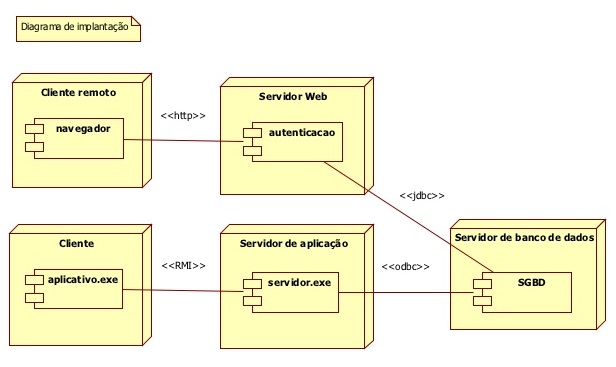 Diagrama de implantação
Cliente remoto
navegador
<<http>>
Servidor Web
autenticacao
<<jdbc>>
Cliente
aplicativo.exe
<<RMI>>
Servidor de aplicação
servidor.exe
<<odbc>>
Servidor de banco de dados
SGBD